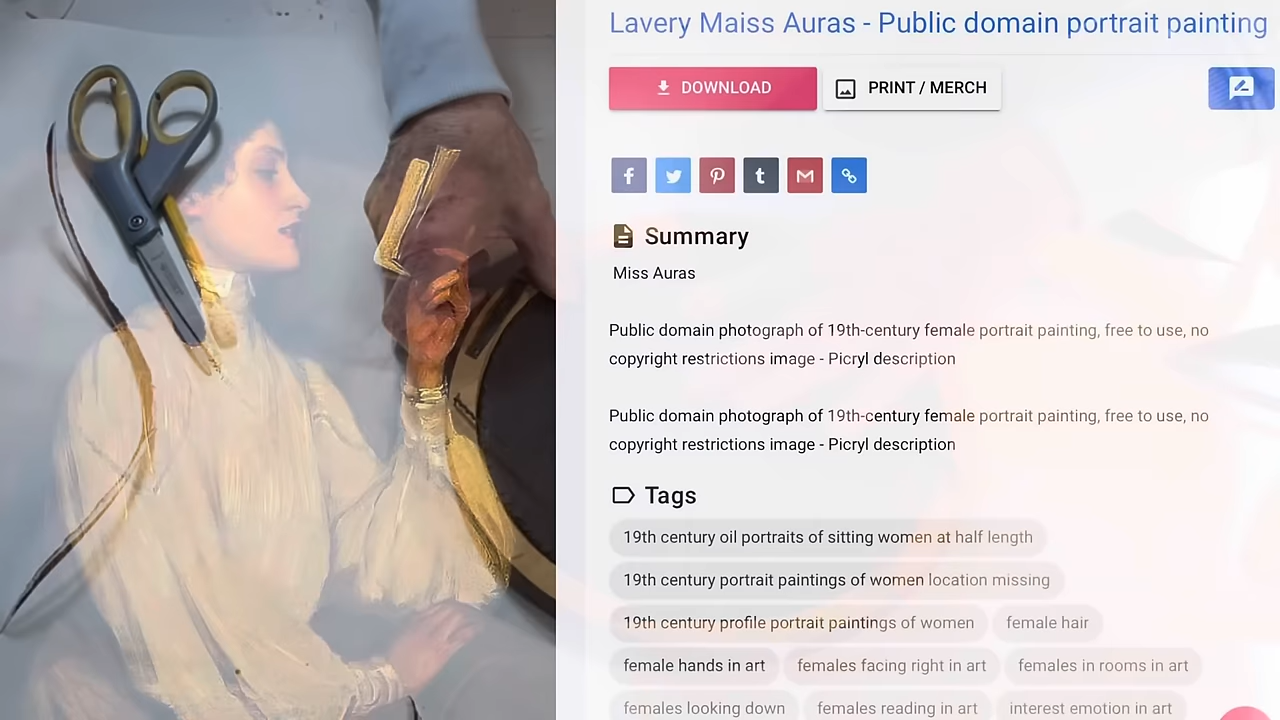 Lavery Maiss Auras - Public domain portrait painting
DOWNLOAD
PRINT / MERCH
Summary
Miss Auras
Public domain photograph of 19th-century female portrait painting, free to use, no
copyright restrictions image - Picryl description
Public domain photograph of 19th-century female portrait painting, free to use, no
copyright restrictions image - Picryl description
Tags
19th century oil portraits of sitting women at half length
19th century portrait paintings of women location missing
19th century profile portrait paintings of women
female hair
female hands in art
females facing right in art
females in rooms in art
females looking down
females reading in art
interest emotion in art